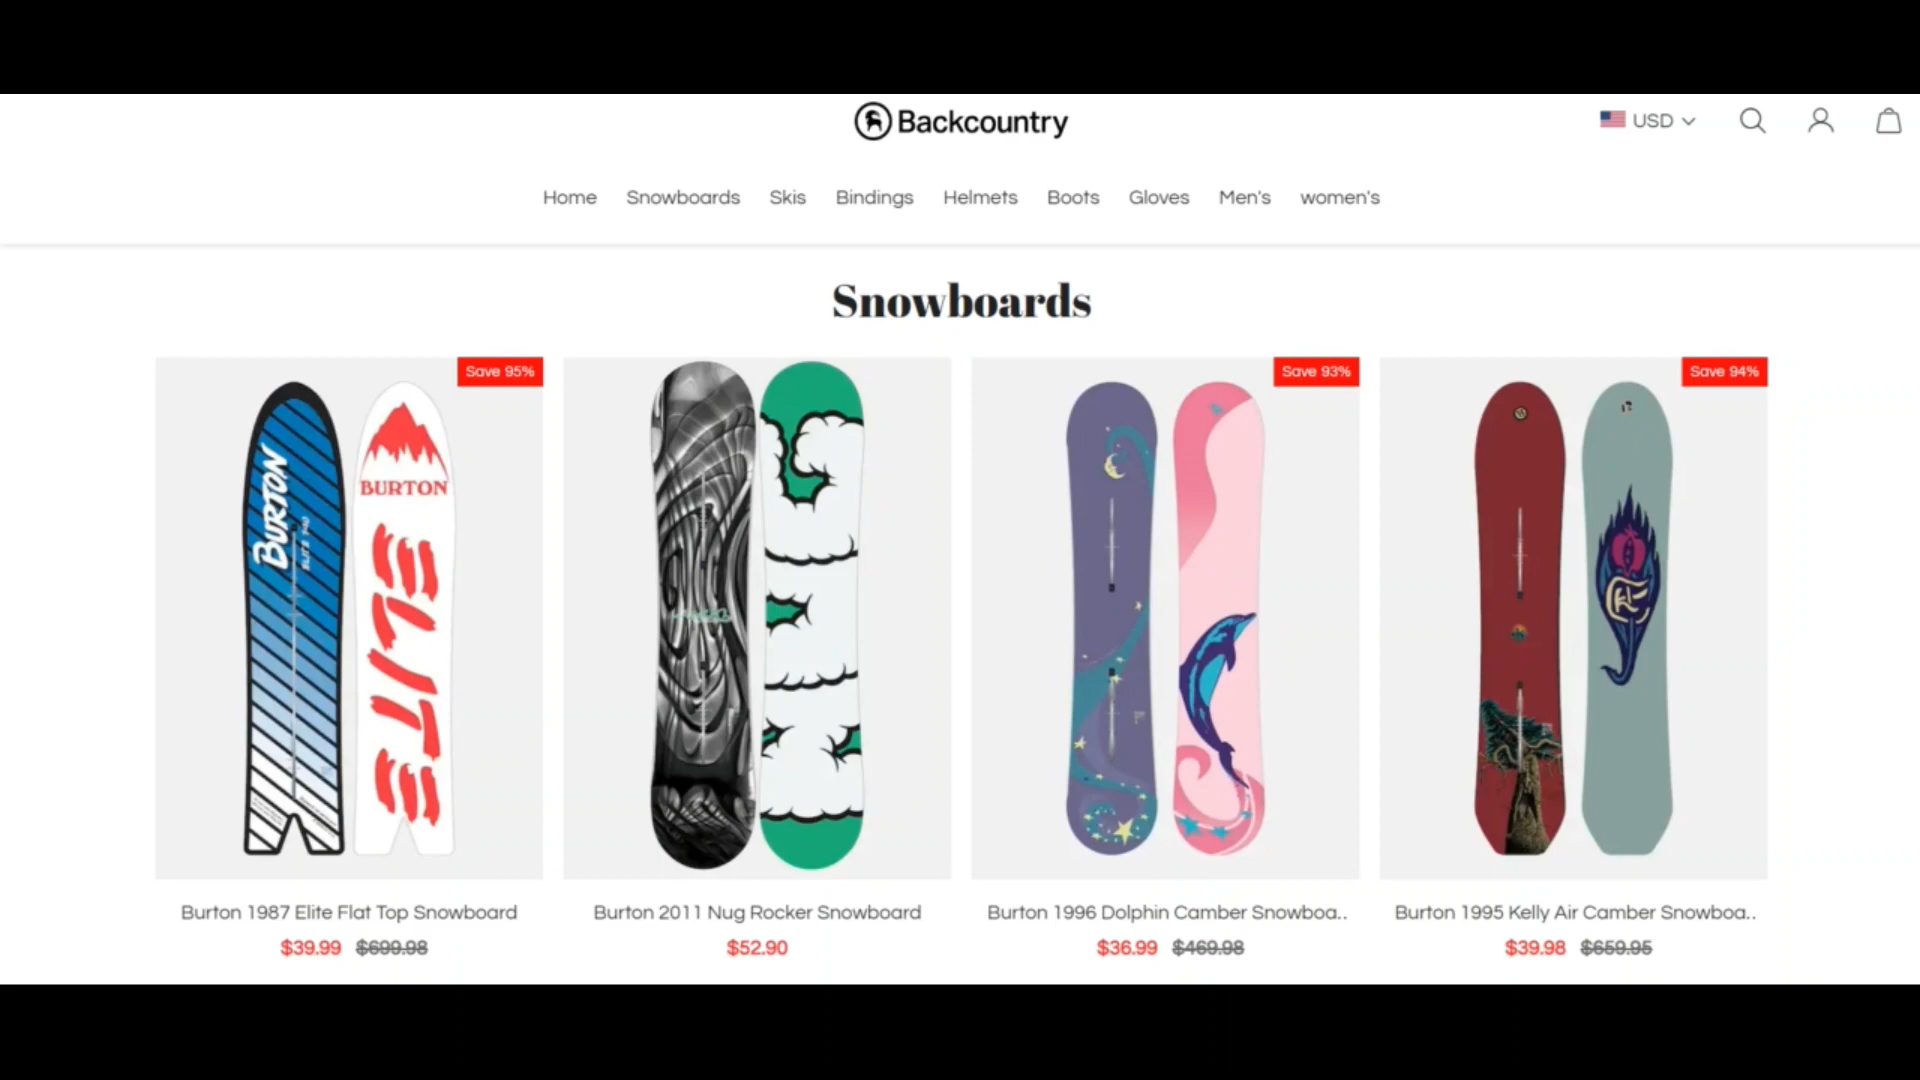 Backcountry
USD
Home Snowboards Skis Bindings Helmets Boots Gloves Men's women's
Snowboards
Save 95%
Save 93%
Save 94%
BURTON
BURTON
ELITE
Burton 1987 Elite Flat Top Snowboard
Burton 2011 Nug Rocker Snowboard
Burton 1996 Dolphin Camber Snowboa..
Burton 1995 Kelly Air Camber Snowboa..
$39.99 $699.98
$52.90
$36.99 $469.98
$39.98 $659.95